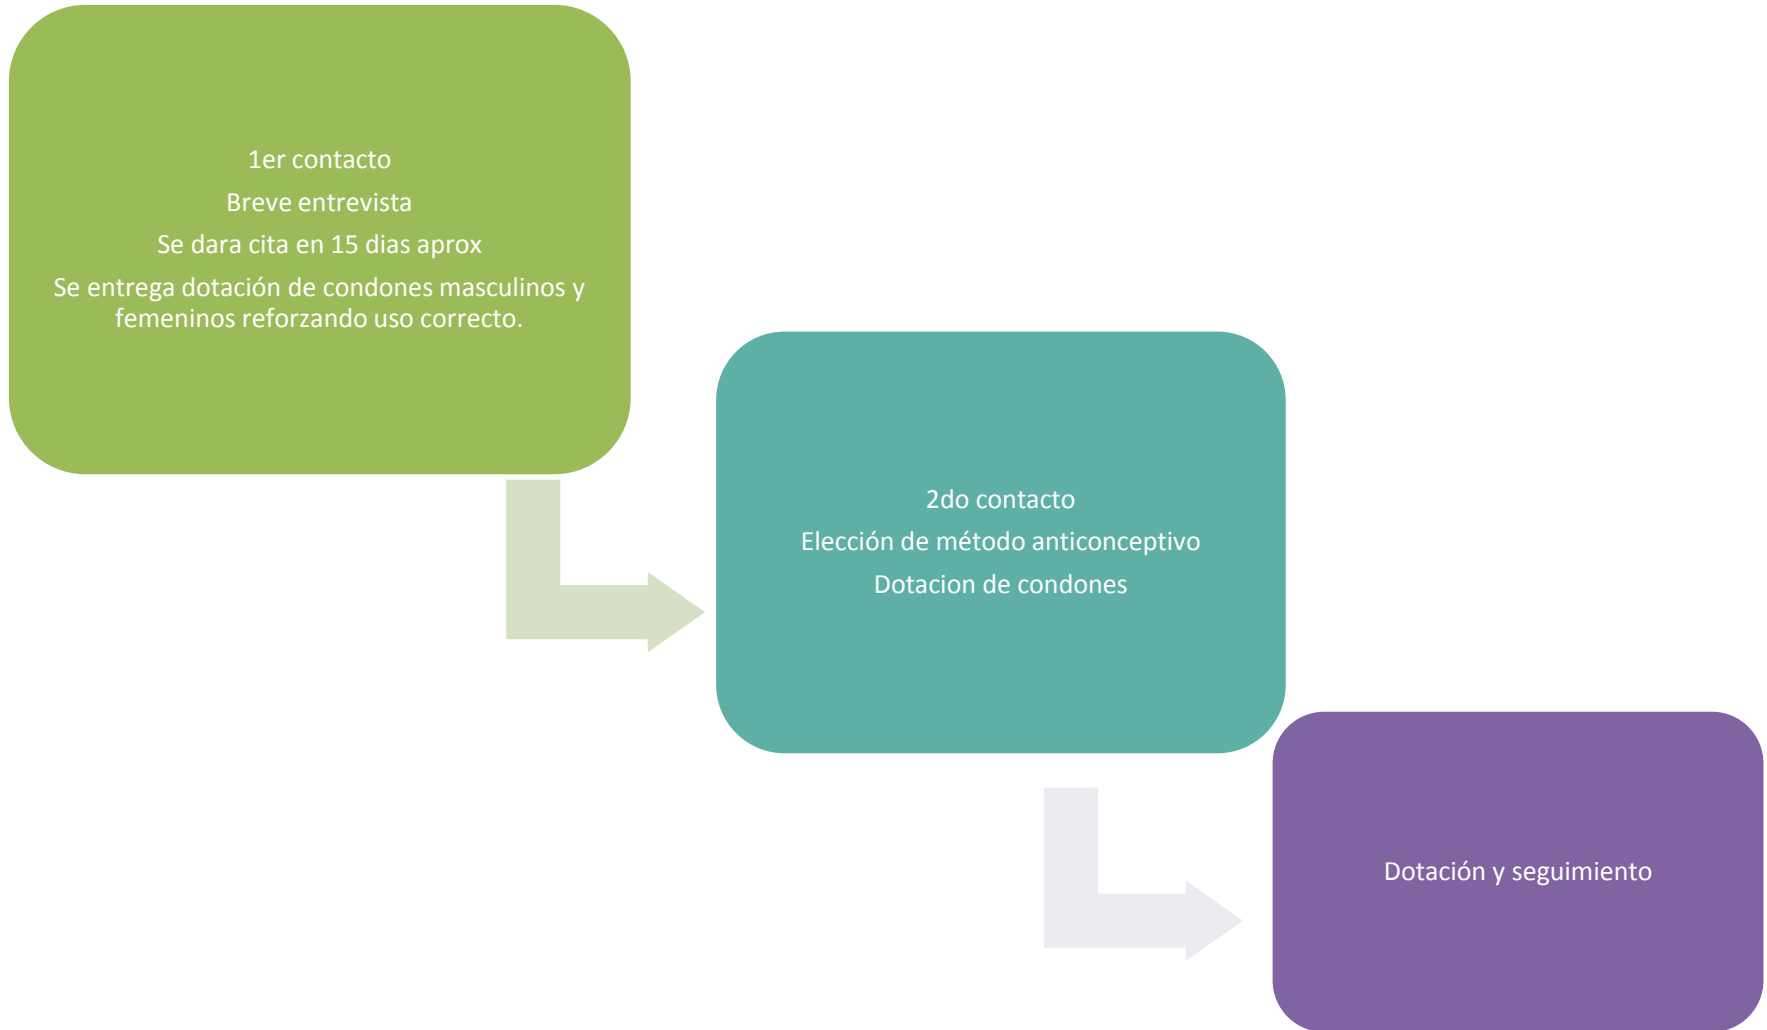 1er contacto
Breve entrevista
Se dara cita en 15 dias aprox
Se entrega dotación de condones masculinos y
femeninos reforzando uso correcto.
2do contacto
Elección de método anticonceptivo
Dotacion de condones
Dotación y seguimiento